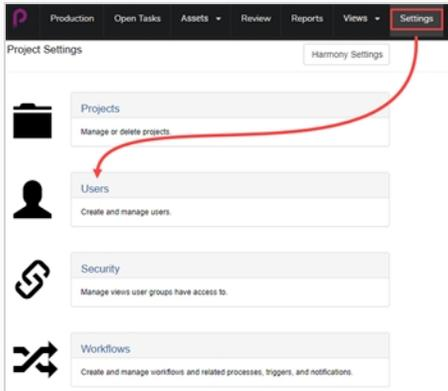 Production Open Tasks Assets Review Reports Views Settings
Project Settings
Harmony Settings
Projects
Manage or delete projects.
Users
Create and manage users.
Security
Manage views user groups have access to.
Workflows
Create and manage workflows and related processes, triggers, and notifications.